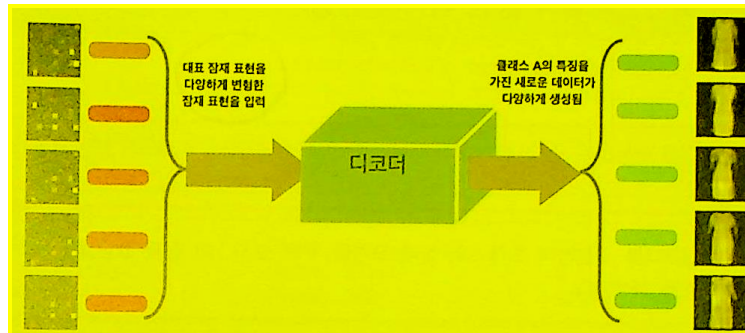 대표 잠재 표현을
다양하게 변형한
잠재 표현을 입력
디코더
클래스 A의 특징을
가진 새로운 데이터가
다양하게 생성됨